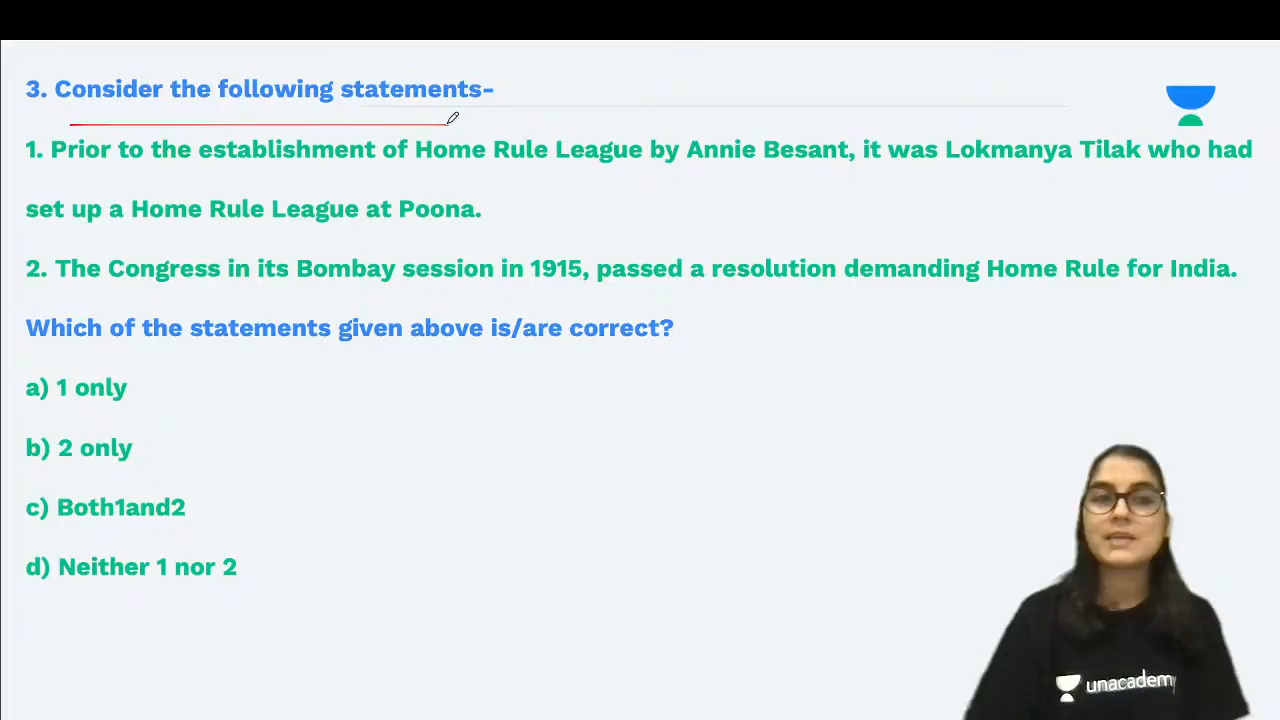 3. Consider the following statements-
1. Prior to the establishment of Home Rule League by Annie Besant, it was Lokmanya Tilak who had
set up a Home Rule League at Poona.
2. The Congress in its Bombay session in 1915, passed a resolution demanding Home Rule for India.
Which of the statements given above is/are correct?
a) 1 only
b) 2 only
c) Both1and2
d) Neither 1 nor 2
unacademy